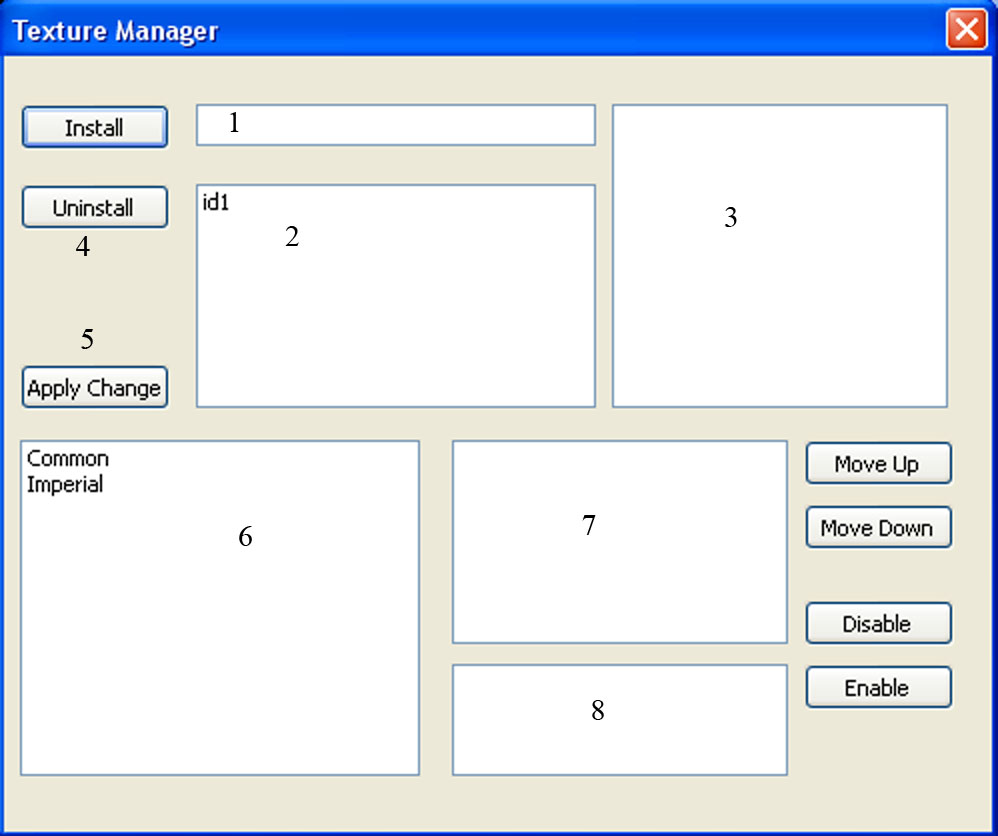 Texture Manager
Install
1
Uninstall
id1
2
3
4
5
Apply Change
Common
Imperial
6
7
8
Move Up
Move Down
Disable
Enable